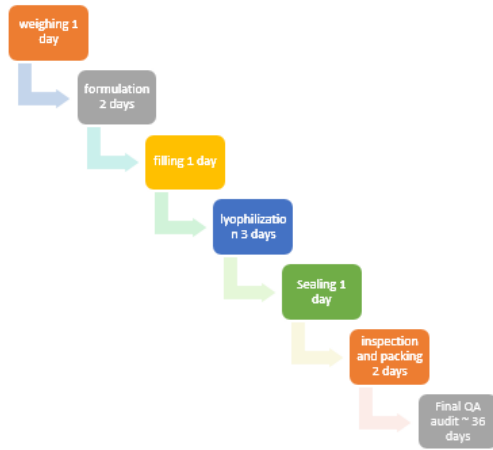 weighing 1
day
formulation
2 days
filling 1 day
lyophilizatio
n 3 days
Sealing 1
day
inspection
and packing
2 days
Final QA
audit ~ 36
days